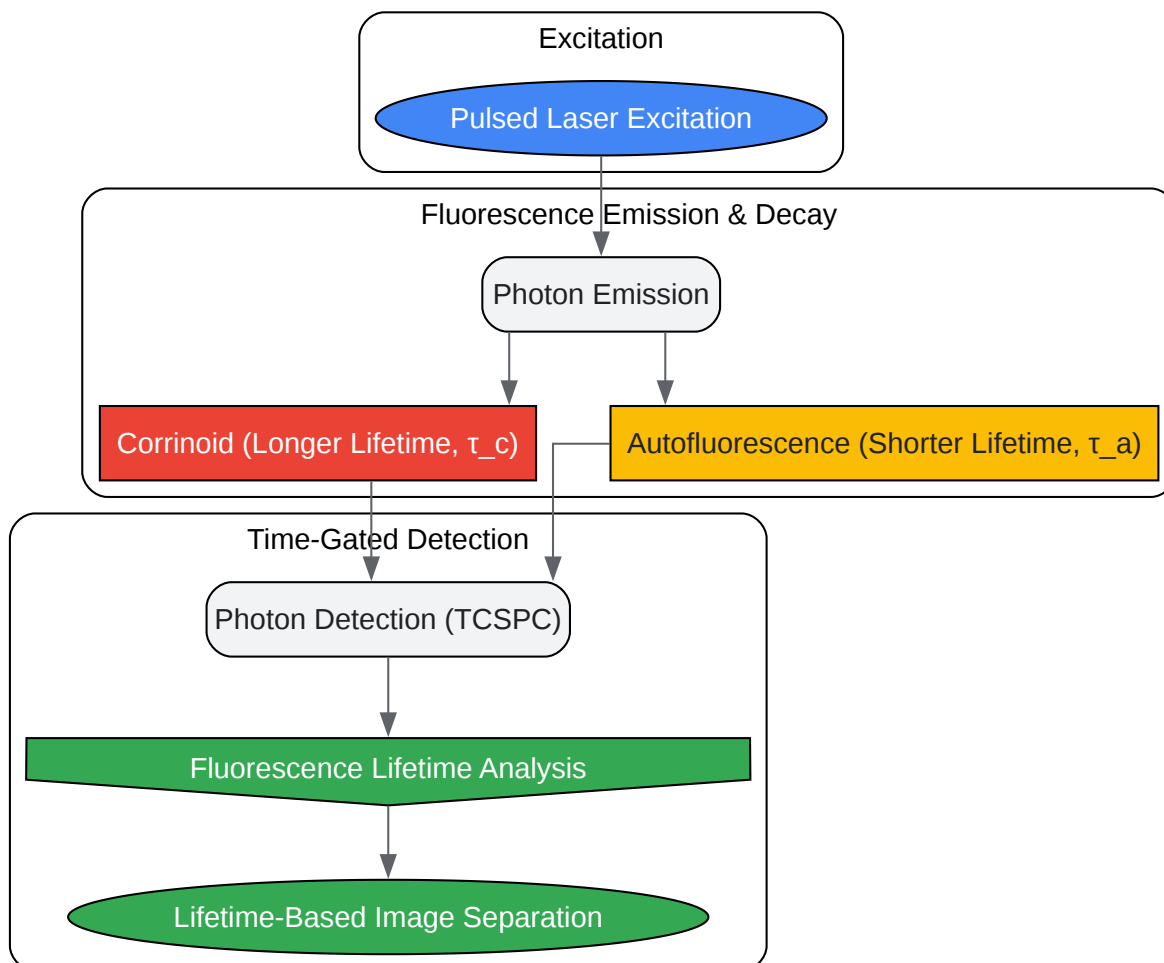 Excitation
Pulsed Laser Excitation
Fluorescence Emission & Decay
Photon Emission
Corrinoid (Longer Lifetime, τ_c)
Autofluorescence (Shorter Lifetime, τ_a)
Time-Gated Detection
Photon Detection (TCSPC)
Fluorescence Lifetime Analysis
Lifetime-Based Image Separation